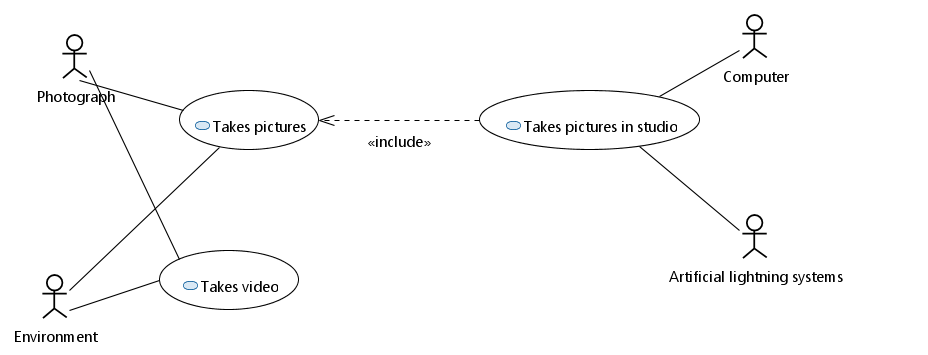 Photograph
Computer
Takes pictures
«include»
Takes pictures in studio
Artificial lightning systems
Takes video
Environment